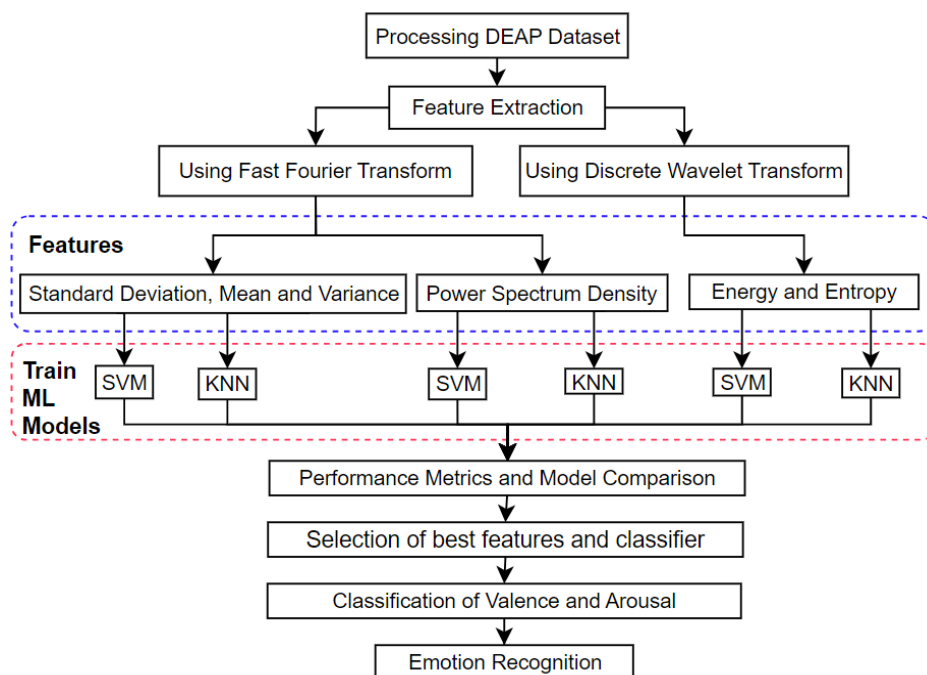 Processing DEAP Dataset
Feature Extraction
Using Fast Fourier Transform
Using Discrete Wavelet Transform
Features
Standard Deviation, Mean and Variance
Power Spectrum Density
Energy and Entropy
Train
ML
Models
SVM
KNN
SVM
KNN
SVM
KNN
Performance Metrics and Model Comparison
Selection of best features and classifier
Classification of Valence and Arousal
Emotion Recognition